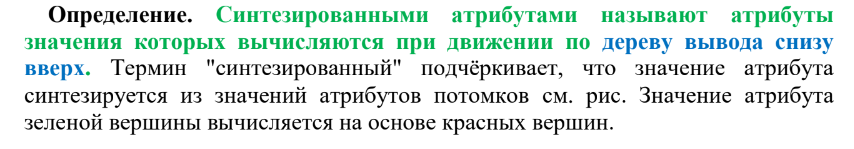 Определение. Синтезированными атрибутами называют атрибуты
значения которых вычисляются при движении по дереву вывода снизу
вверх. Термин "синтезированный" подчёркивает, что значение атрибута
синтезируется из значений атрибутов потомков см. рис. Значение атрибута
зеленой вершины вычисляется на основе красных вершин.